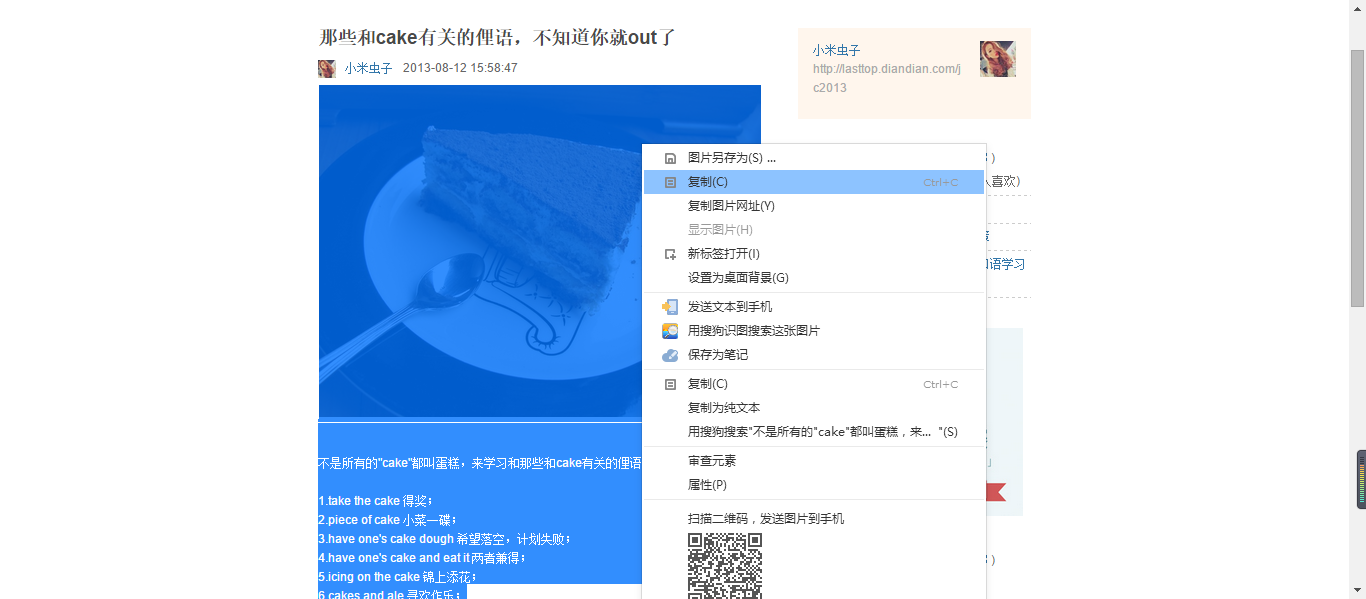 那些和cake有关的俚语，不知道你就out了
小米虫子 2013-08-12 15:58:47
小米虫子
http://lasttop.diandian.com/j
c2013
人喜欢)
语学习
图片另存为(S) ...
复制(C) Ctrl+C
复制图片网址(Y)
显示图片(H)
新标签打开(I)
设置为桌面背景(G)
发送文本到手机
用搜狗识图搜索这张图片
保存为笔记
复制(C) Ctrl+C
复制为纯文本
用搜狗搜索"不是所有的"cake"都叫蛋糕，来... "(S)
审查元素
属性(P)
扫描二维码，发送图片到手机
不是所有的"cake"都叫蛋糕，来学习和那些和cake有关的俚语
1.take the cake 得奖；
2.piece of cake 小菜一碟；
3.have one's cake dough 希望落空，计划失败；
4.have one's cake and eat it 两者兼得；
5.icing on the cake 锦上添花；
6.cakes and ale 寻欢作乐；